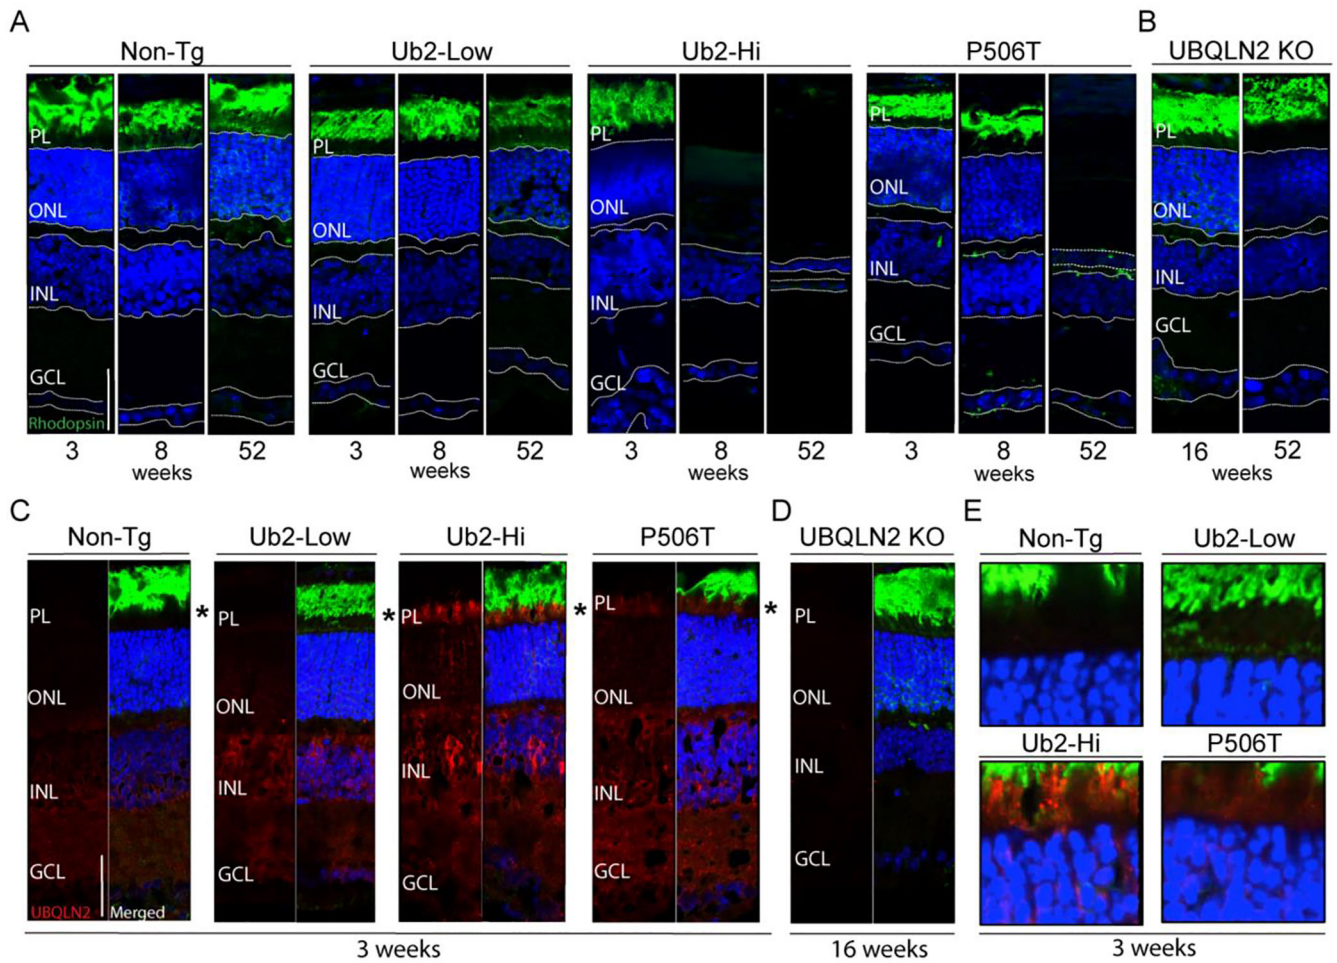 A
B
Non-Tg
Ub2-Low
Ub2-Hi
P506T
UBQLN2 KO
PL
PL
PL
PL
PL
ONL
ONL
ONL
ONL
ONL
INL
INL
INL
INL
INL
GCL
GCL
GCL
GCL
GCL
Rhodopsin
3 8 52
3 8 52
3 8 52
3 8 52
16 52
weeks
weeks
weeks
weeks
weeks
C
D
E
Non-Tg
Ub2-Low
Ub2-Hi
P506T
UBQLN2 KO
Non-Tg
Ub2-Low
PL
* PL
* PL
* PL
* PL
ONL
ONL
ONL
ONL
ONL
INL
INL
INL
INL
INL
GCL
GCL
GCL
GCL
GCL
UBQLN2 Merged
Ub2-Hi
P506T
3 weeks
16 weeks
3 weeks